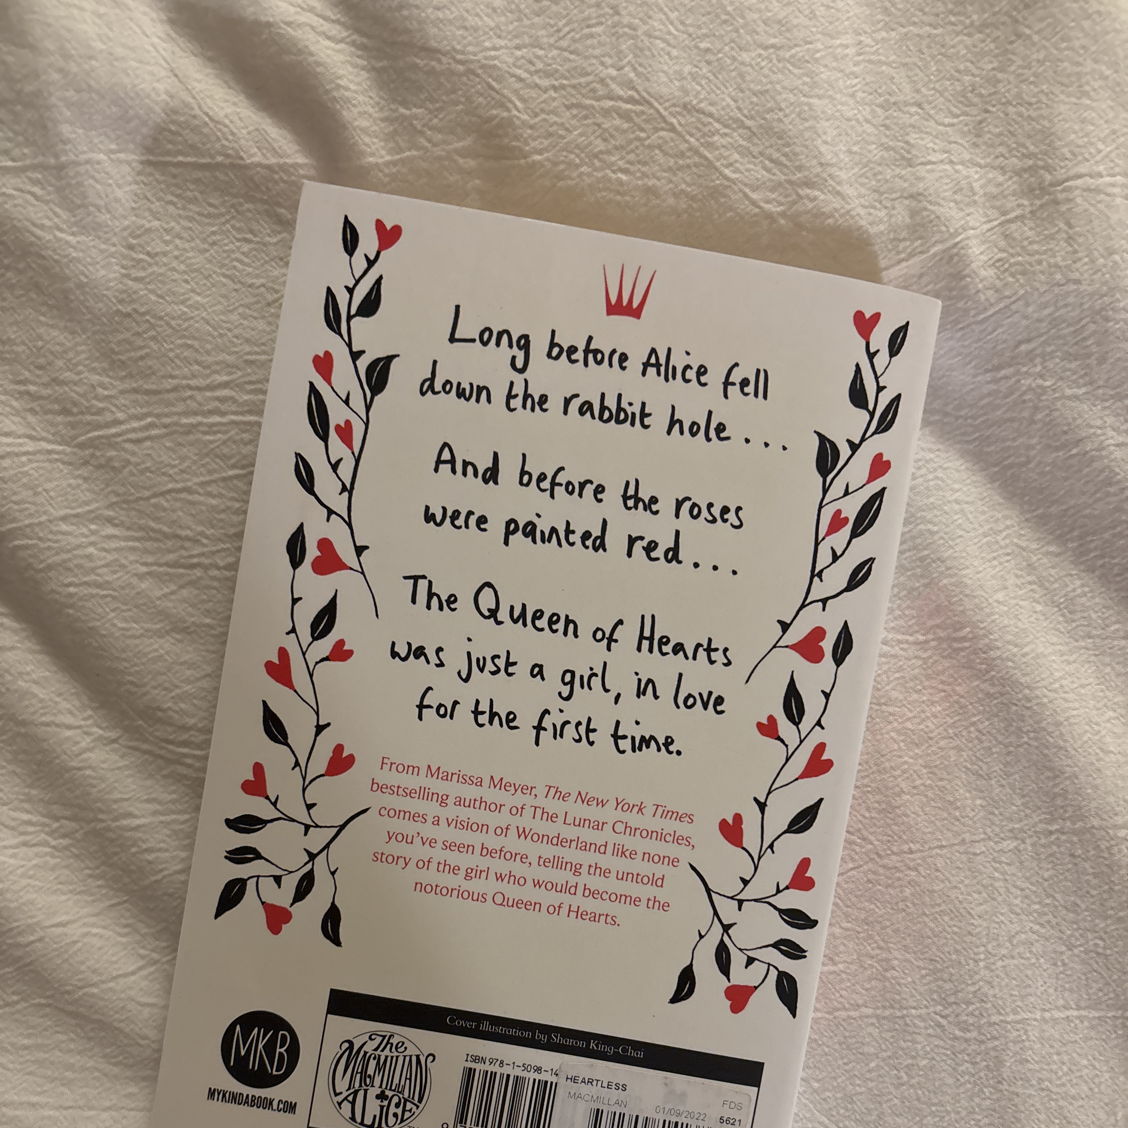 Long before Alice fell
down the rabbit hole...
And before the roses
were painted red...
The Queen of Hearts
was just a girl, in love
for the first time.
From Marissa Meyer, The New York Times
bestselling author of The Lunar Chronicles,
comes a vision of Wonderland like none
you've seen before, telling the untold
story of the girl who would become the
notorious Queen of Hearts.
MKB
MYKINDABOOK.COM
Cover illustration by Sharon King-Chai
The
MACMILLAN
ALICE
ISBN 978-1-5098-14
HEARTLESS
MACMILLAN
01/09/2022
FDS
5621